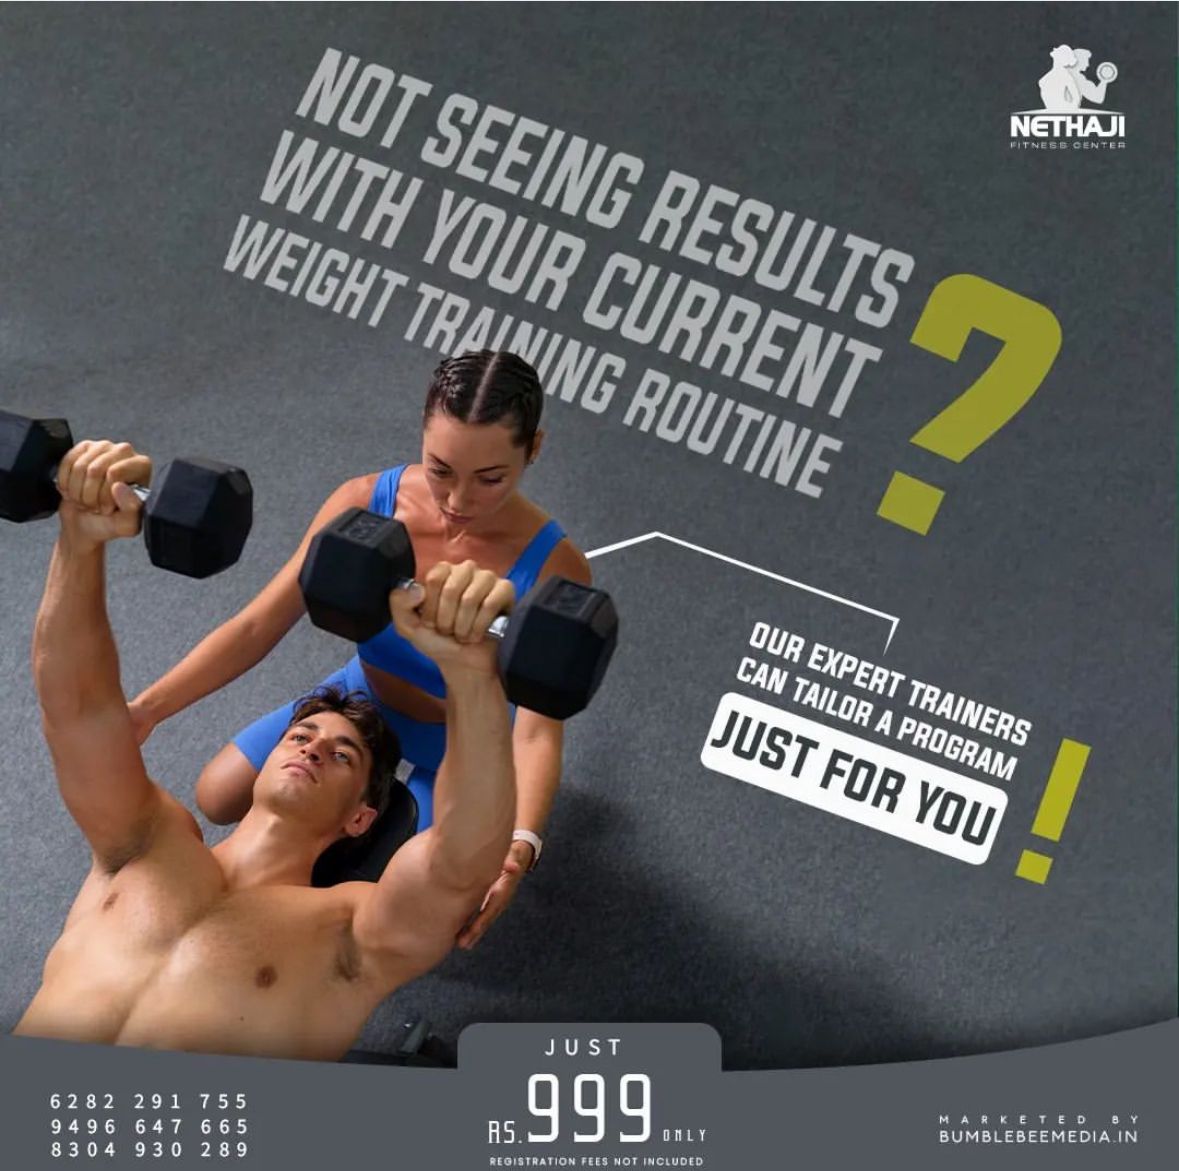 NETHAJI
FITNESS CENTER
NOT SEEING RESULTS
WITH YOUR CURRENT
WEIGHT TRAINING ROUTINE
?
OUR EXPERT TRAINERS
CAN TAILOR A PROGRAM
JUST FOR YOU !
JUST
RS.999 ONLY
REGISTRATION FEES NOT INCLUDED
6282 291 755
9496 647 665
8304 930 289
MARKETED BY
BUMBLEBEEMEDIA.IN